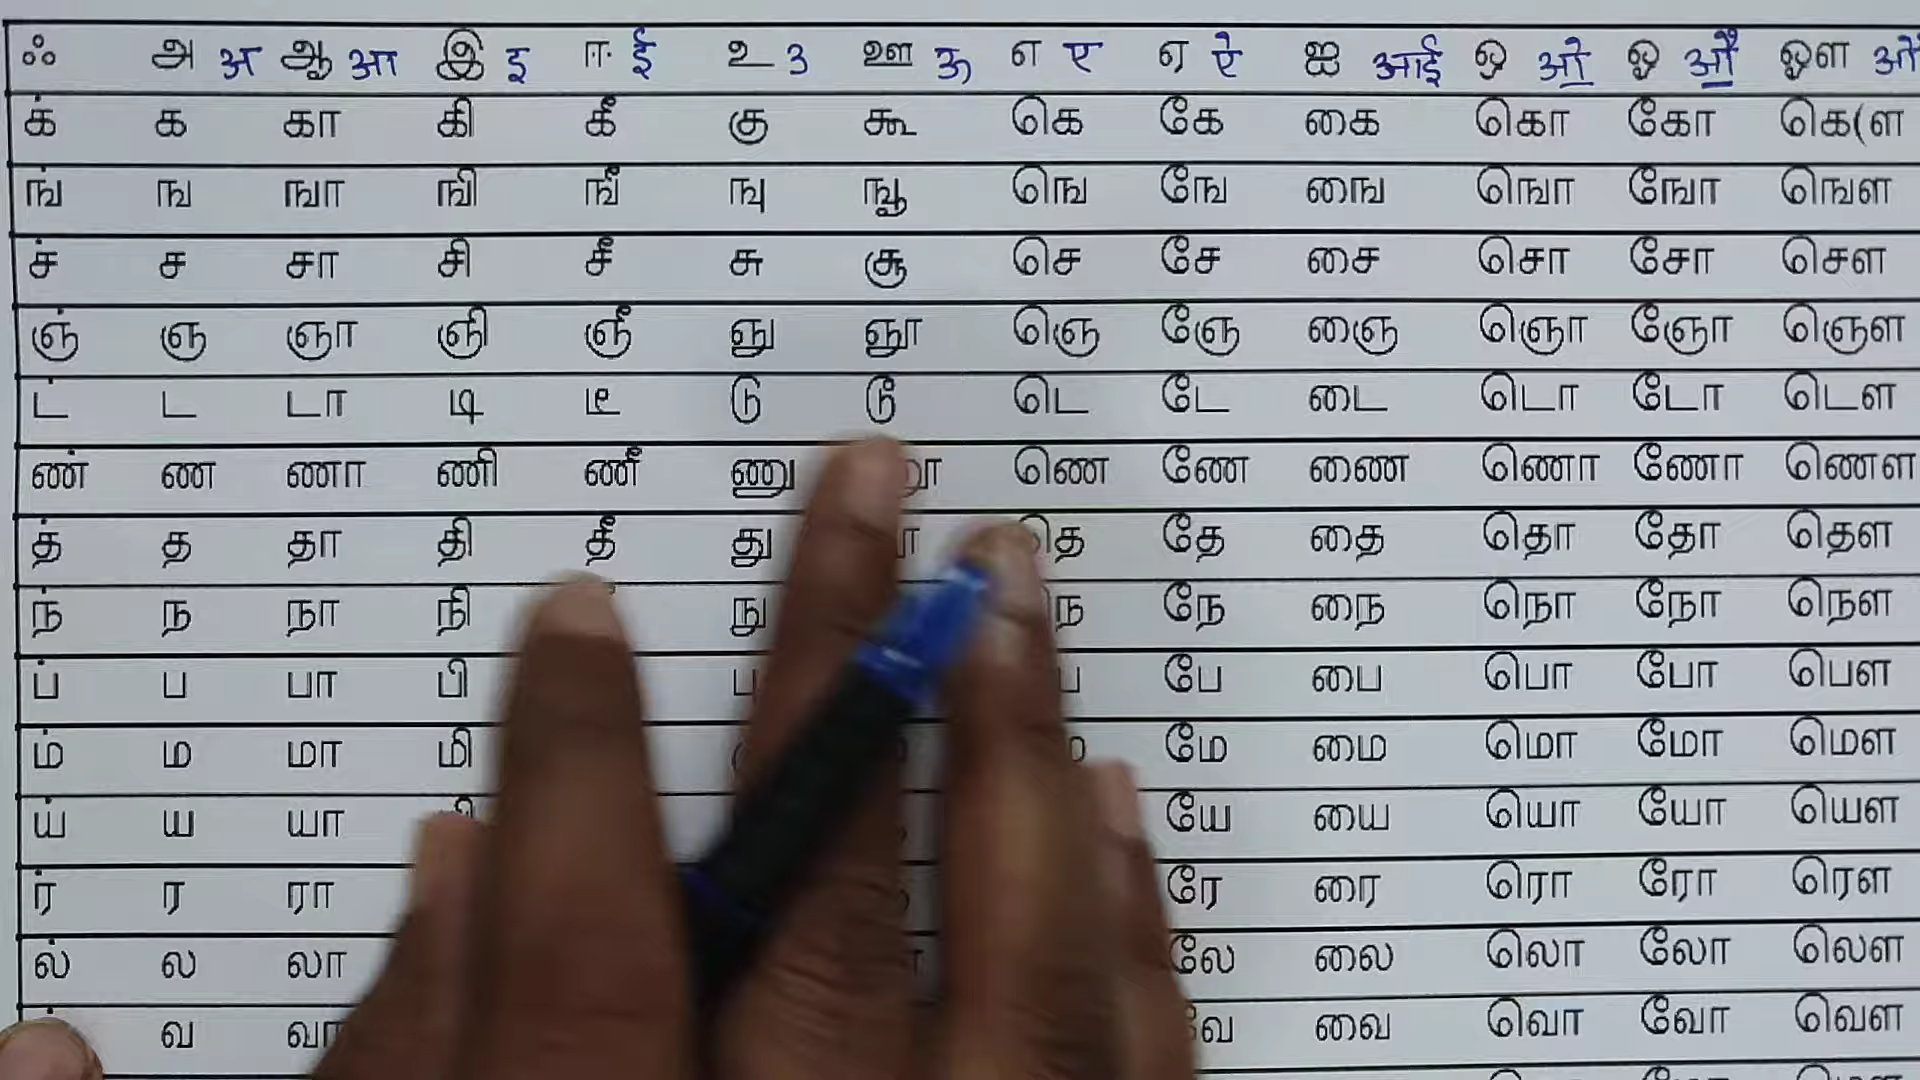 ஃ அ अ ஆ आ இ इ ஈ ई உ उ ஊ ऊ எ ए ஏ ऐ ஐ आई ஒ ओ ஓ औ ஔ
க் க கா கி கீ கு கூ கெ கே கை கொ கோ கெ(ள
ங் ங ஙா ஙி ஙீ ஙு ஙூ ஙெ ஙே ஙை ஙொ ஙோ ஙௌ
ச் ச சா சி சீ சு சூ செ சே சை சொ சோ சௌ
ஞ் ஞ ஞா ஞி ஞீ ஞு ஞூ ஞெ ஞே ஞை ஞொ ஞோ ஞௌ
ட் ட டா டி டீ டு டூ டெ டே டை டொ டோ டௌ
ண் ண ணா ணி ணீ ணு ணெ ணே ணை ணொ ணோ ணௌ
த் த தா தி தீ து தெ தே தை தொ தோ தௌ
ந் ந நா நி நு நே நை நொ நோ நௌ
ப் ப பா பி பே பை பொ போ பௌ
ம் ம மா மி மே மை மொ மோ மௌ
ய் ய யா யே யை யொ யோ யௌ
ர் ர ரா ரே ரை ரொ ரோ ரௌ
ல் ல லா லே லை லொ லோ லௌ
வ வா வே வை வொ வோ வௌ